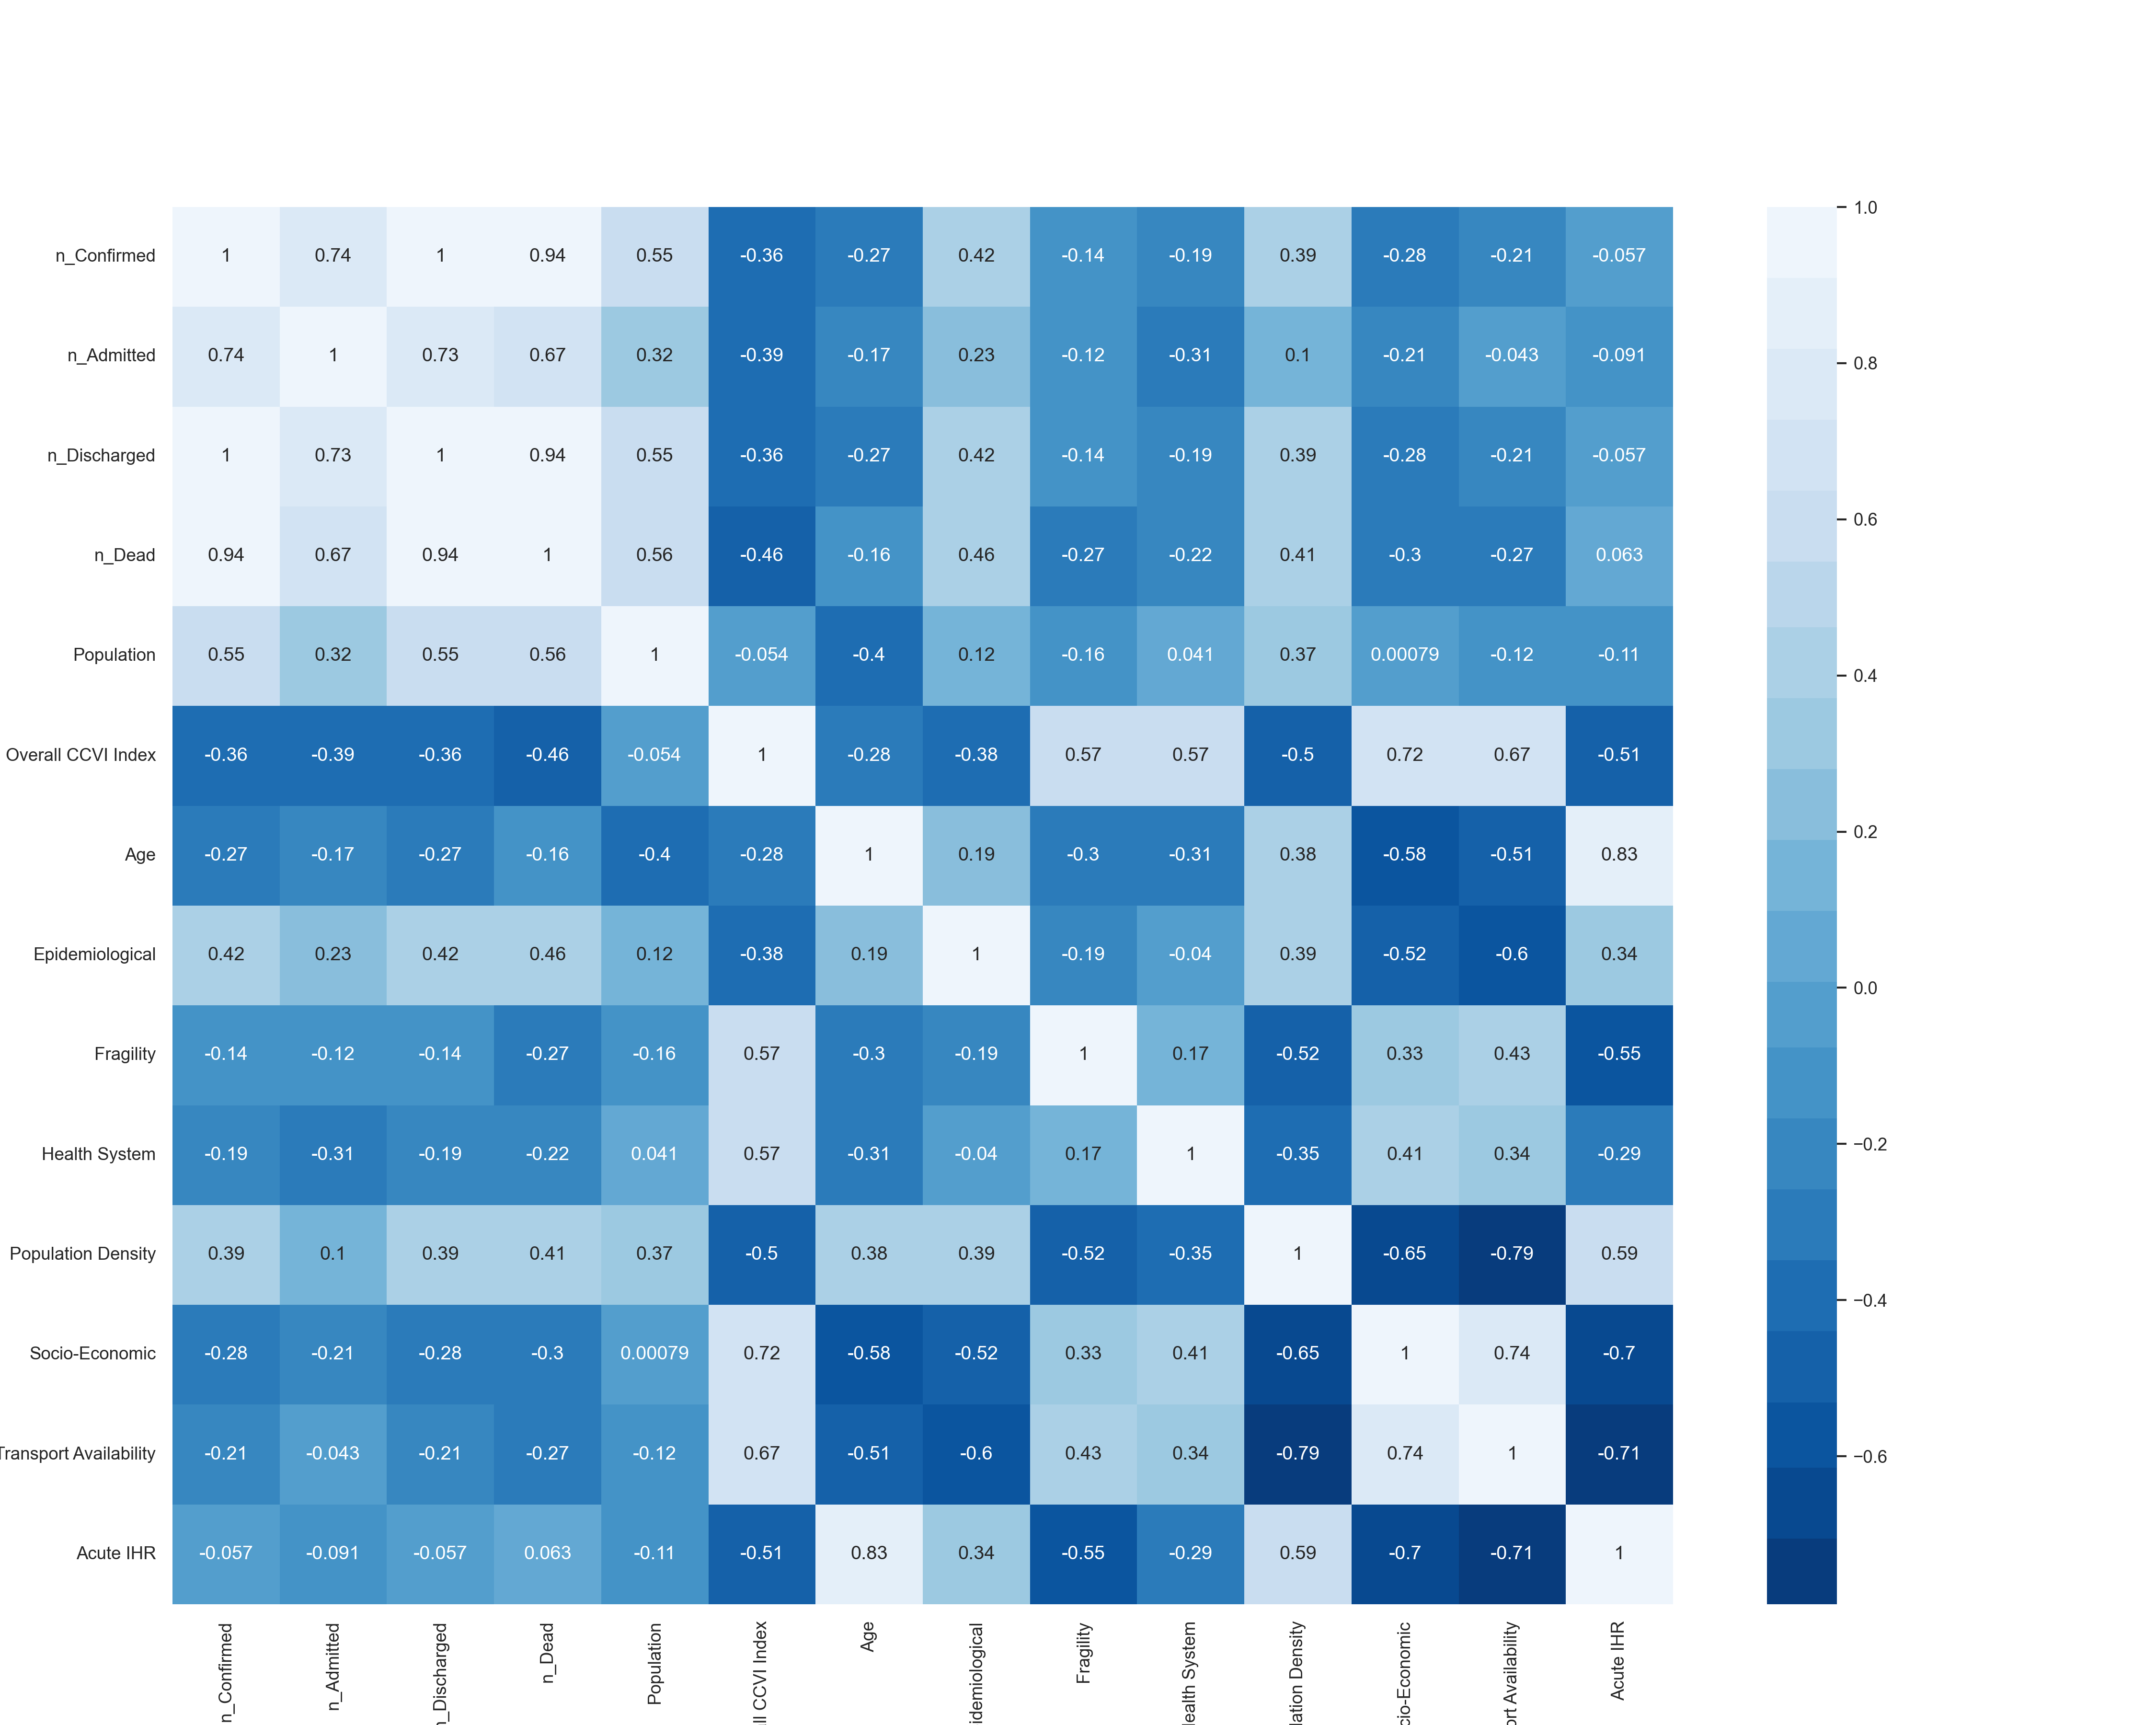 n_Confirmed 1 0.74 1 0.94 0.55 -0.36 -0.27 0.42 -0.14 -0.19 0.39 -0.28 -0.21 -0.057
n_Admitted 0.74 1 0.73 0.67 0.32 -0.39 -0.17 0.23 -0.12 -0.31 0.1 -0.21 -0.043 -0.091
n_Discharged 1 0.73 1 0.94 0.55 -0.36 -0.27 0.42 -0.14 -0.19 0.39 -0.28 -0.21 -0.057
n_Dead 0.94 0.67 0.94 1 0.56 -0.46 -0.16 0.46 -0.27 -0.22 0.41 -0.3 -0.27 0.063
Population 0.55 0.32 0.55 0.56 1 -0.054 -0.4 0.12 -0.16 0.041 0.37 0.00079 -0.12 -0.11
Overall CCVI Index -0.36 -0.39 -0.36 -0.46 -0.054 1 -0.28 -0.38 0.57 0.57 -0.5 0.72 0.67 -0.51
Age -0.27 -0.17 -0.27 -0.16 -0.4 -0.28 1 0.19 -0.3 -0.31 0.38 -0.58 -0.51 0.83
Epidemiological 0.42 0.23 0.42 0.46 0.12 -0.38 0.19 1 -0.19 -0.04 0.39 -0.52 -0.6 0.34
Fragility -0.14 -0.12 -0.14 -0.27 -0.16 0.57 -0.3 -0.19 1 0.17 -0.52 0.33 0.43 -0.55
Health System -0.19 -0.31 -0.19 -0.22 0.041 0.57 -0.31 -0.04 0.17 1 -0.35 0.41 0.34 -0.29
Population Density 0.39 0.1 0.39 0.41 0.37 -0.5 0.38 0.39 -0.52 -0.35 1 -0.65 -0.79 0.59
Socio-Economic -0.28 -0.21 -0.28 -0.3 0.00079 0.72 -0.58 -0.52 0.33 0.41 -0.65 1 0.74 -0.7
Transport Availability -0.21 -0.043 -0.21 -0.27 -0.12 0.67 -0.51 -0.6 0.43 0.34 -0.79 0.74 1 -0.71
Acute IHR -0.057 -0.091 -0.057 0.063 -0.11 -0.51 0.83 0.34 -0.55 -0.29 0.59 -0.7 -0.71 1
n_Confirmed
n_Admitted
n_Discharged
n_Dead
Population
ll CCVI Index
Age
idemiological
Fragility
Health System
lation Density
cio-Economic
ort Availability
Acute IHR
1.0
0.8
0.6
0.4
0.2
0.0
−0.2
−0.4
−0.6